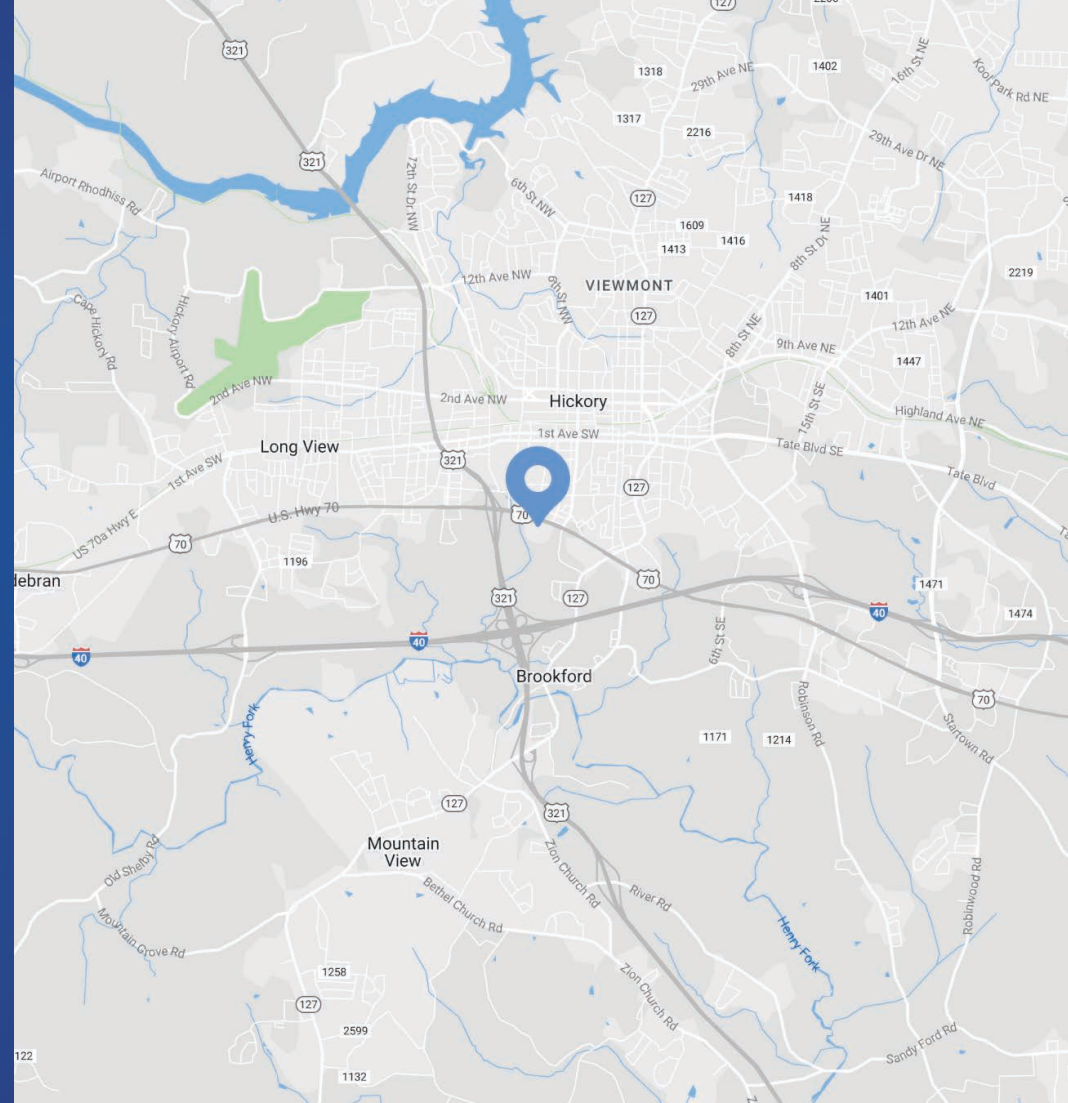 127
321
1318
29th Ave NE
1402
16th St NE
Kool Park Rd NE
1317
2216
29th Ave Dr NE
321
Airport Rhodhiss Rd
12th St Dr NW
6th St NW
127
1418
1609
1413
1416
8th St Dr NE
2219
12th Ave NW
VIEWMONT
6th St NW
1401
Cape Hickory Rd
Hickory Airport Rd
127
8th St NE
12th Ave NE
9th Ave NE
1447
2nd Ave NW
2nd Ave NW
Hickory
15th St SE
Highland Ave NE
1st Ave SW
Long View
Tate Blvd SE
321
1st Ave SW
Tate Blvd
127
U.S. Hwy 70
70
US 70a Hwy E
70
1196
lebran
70
1471
321
127
40
1474
40
40
6th St SE
Brookford
Robinson Rd
70
Henry Fork
1171
1214
Startown Rd
127
321
Mountain
View
Old Shelby Rd
Zion Church Rd
River Rd
Bethel Church Rd
Robinwood Rd
Mountain Grove Rd
Henry Fork
1258
Zion Church Rd
127
2599
Sandy Ford Rd
122
1132